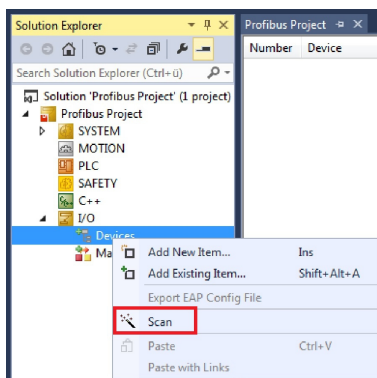 Solution Explorer
Profibus Project
Number Device
Search Solution Explorer (Ctrl+ü)
Solution 'Profibus Project' (1 project)
Profibus Project
SYSTEM
MOTION
PLC
SAFETY
C++
I/O
Devices
Ma
Add New Item... Ins
Add Existing Item... Shift+Alt+A
Export EAP Config File
Scan
Paste Ctrl+V
Paste with Links